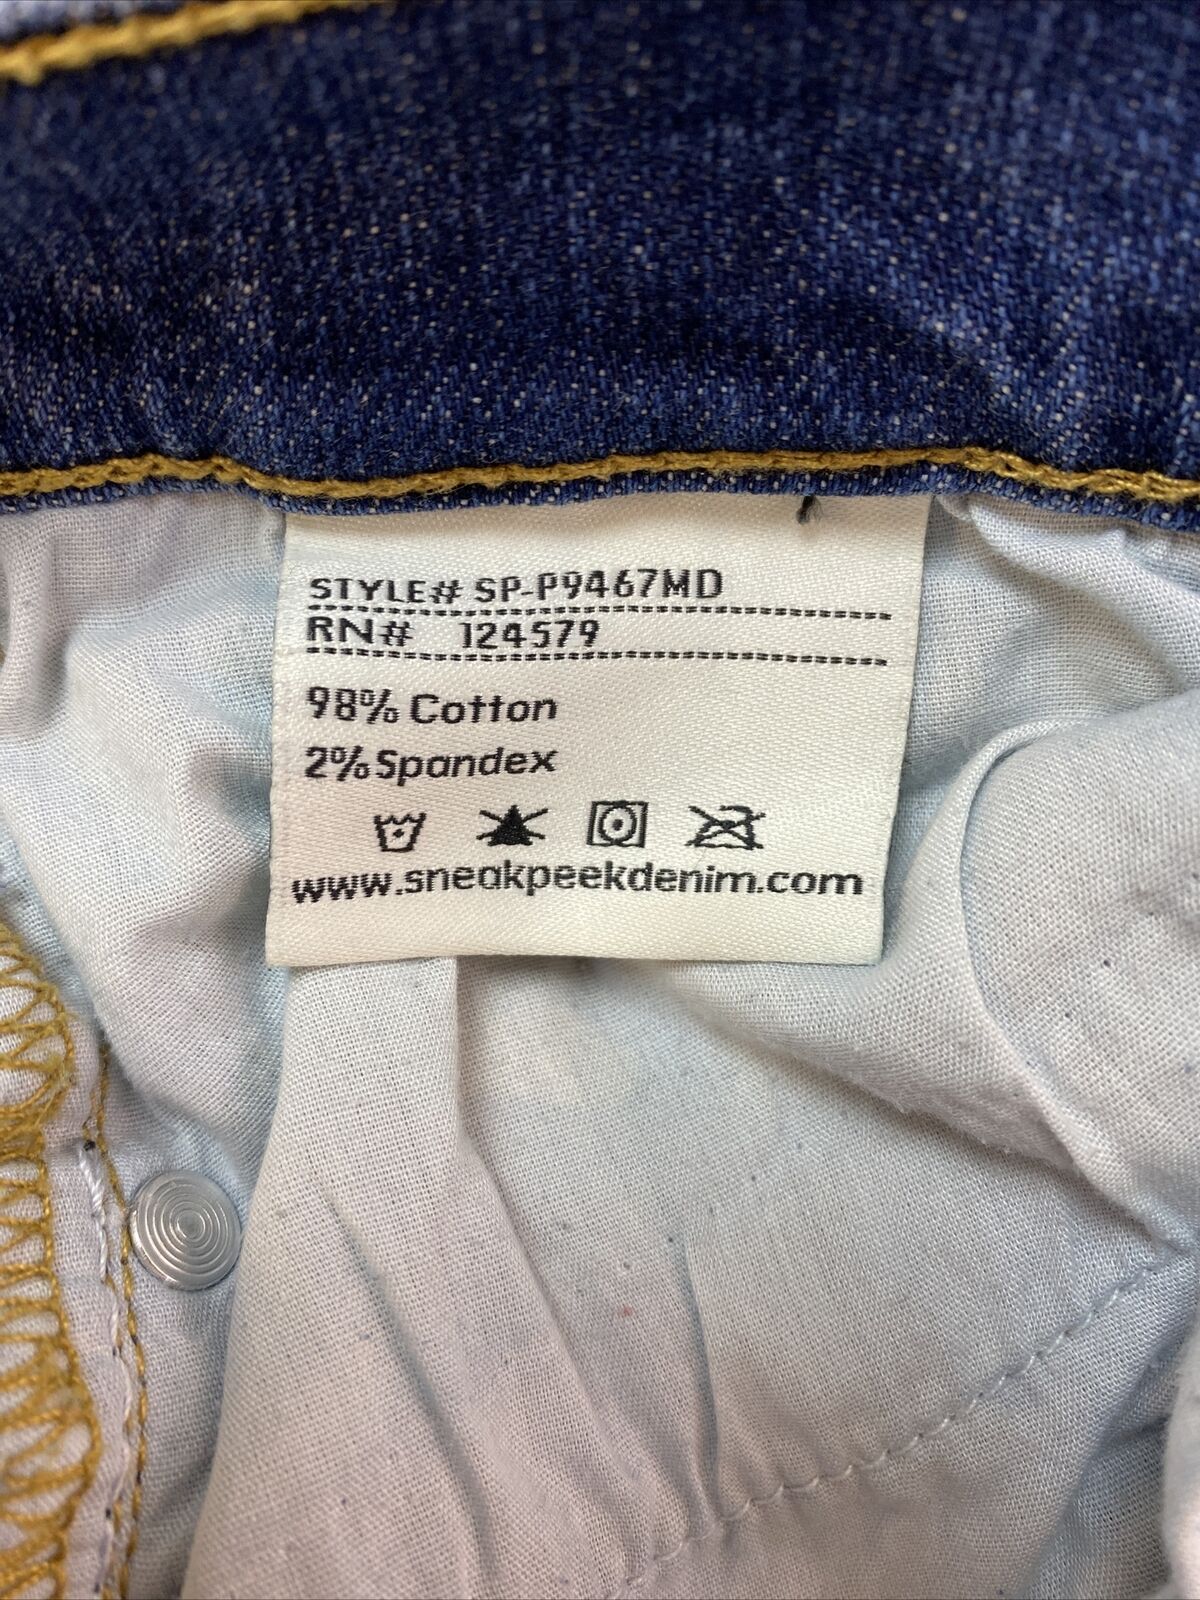 STYLE# SP-P9467MD
RN# 124579
98% Cotton
2% Spandex
www.sneakpeekdenim.com